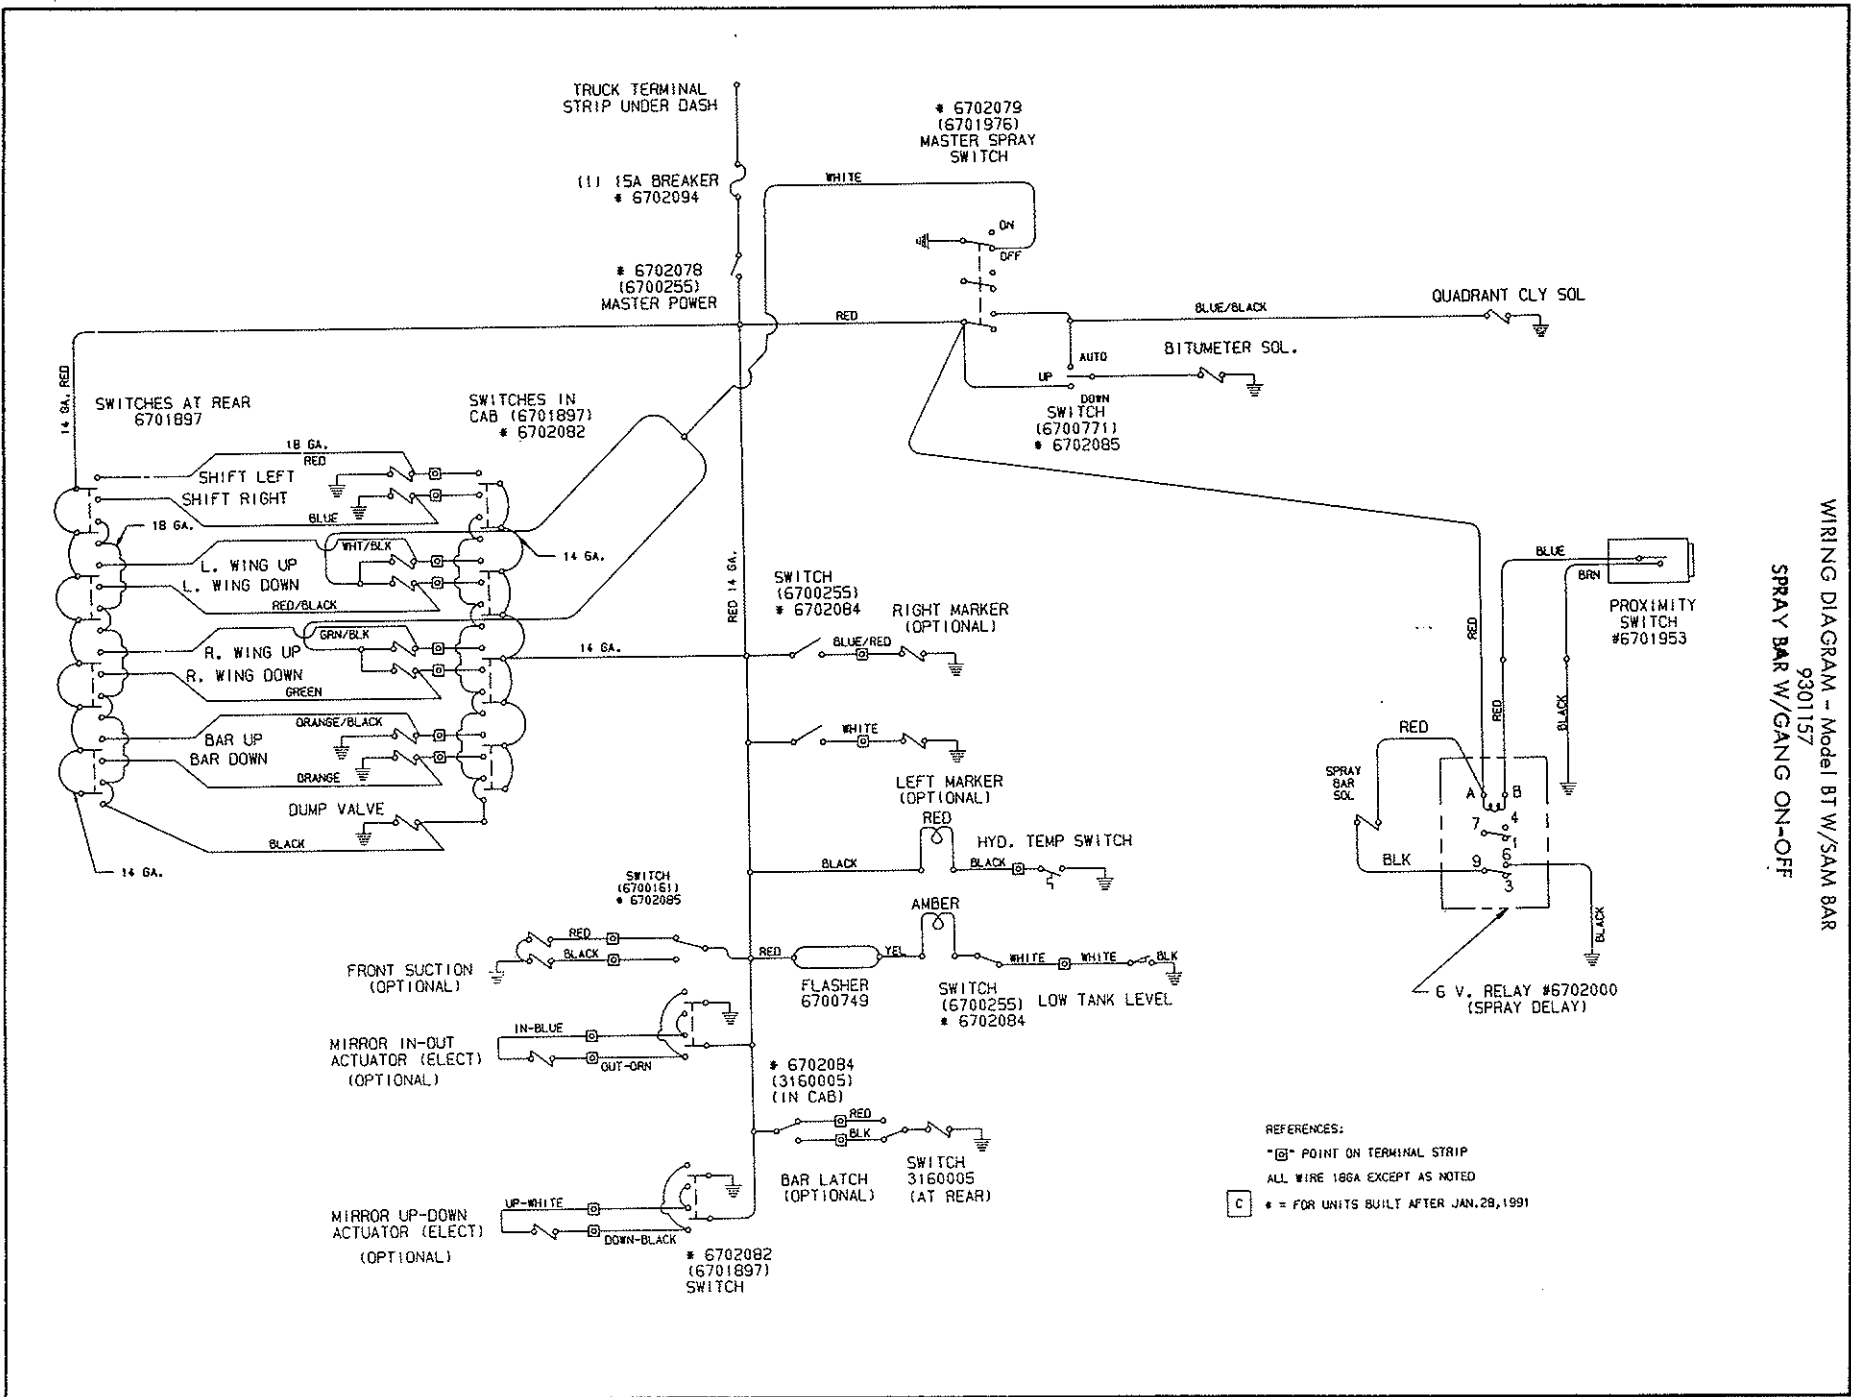 TRUCK TERMINAL
STRIP UNDER DASH
(1) 15A BREAKER
* 6702094
* 6702078
(6700255)
MASTER POWER
* 6702079
(6701976)
MASTER SPRAY
SWITCH
WHITE
ON
OFF
RED
BLUE/BLACK
QUADRANT CLY SOL
BITUMETER SOL.
AUTO
UP
DOWN
SWITCH
(6700771)
* 6702085
14 GA. RED
SWITCHES AT REAR
6701897
SWITCHES IN
CAB (6701897)
* 6702082
18 GA.
RED
SHIFT LEFT
SHIFT RIGHT
BLUE
18 GA.
WHT/BLK
L. WING UP
L. WING DOWN
RED/BLACK
14 GA.
GRN/BLK
R. WING UP
R. WING DOWN
GREEN
14 GA.
ORANGE/BLACK
BAR UP
BAR DOWN
ORANGE
DUMP VALVE
BLACK
14 GA.
RED 14 GA.
SWITCH
(6700255)
* 6702084
RIGHT MARKER
(OPTIONAL)
BLUE/RED
WHITE
LEFT MARKER
(OPTIONAL)
RED
HYD. TEMP SWITCH
BLACK
BLACK
AMBER
SWITCH
(6700161)
* 6702085
RED
BLACK
FRONT SUCTION
(OPTIONAL)
RED
YEL
FLASHER
6700749
WHITE
WHITE
BLK
SWITCH
(6700255)
* 6702084
LOW TANK LEVEL
IN-BLUE
MIRROR IN-OUT
ACTUATOR (ELECT)
(OPTIONAL)
OUT-ORN
* 6702084
(3160005)
(IN CAB)
RED
BLK
BAR LATCH
(OPTIONAL)
SWITCH
3160005
(AT REAR)
UP-WHITE
MIRROR UP-DOWN
ACTUATOR (ELECT)
(OPTIONAL)
DOWN-BLACK
* 6702082
(6701897)
SWITCH
BLUE
BRN
PROXIMITY
SWITCH
#6701953
RED
RED
BLACK
RED
SPRAY
BAR
SOL
A
B
4
7
1
6
9
3
BLK
BLACK
6 V. RELAY #6702000
(SPRAY DELAY)
REFERENCES:
"⊡" POINT ON TERMINAL STRIP
ALL WIRE 18GA EXCEPT AS NOTED
C
* = FOR UNITS BUILT AFTER JAN.28,1991
WIRING DIAGRAM - Model BT W/SAM BAR
9301157
SPRAY BAR W/GANG ON-OFF